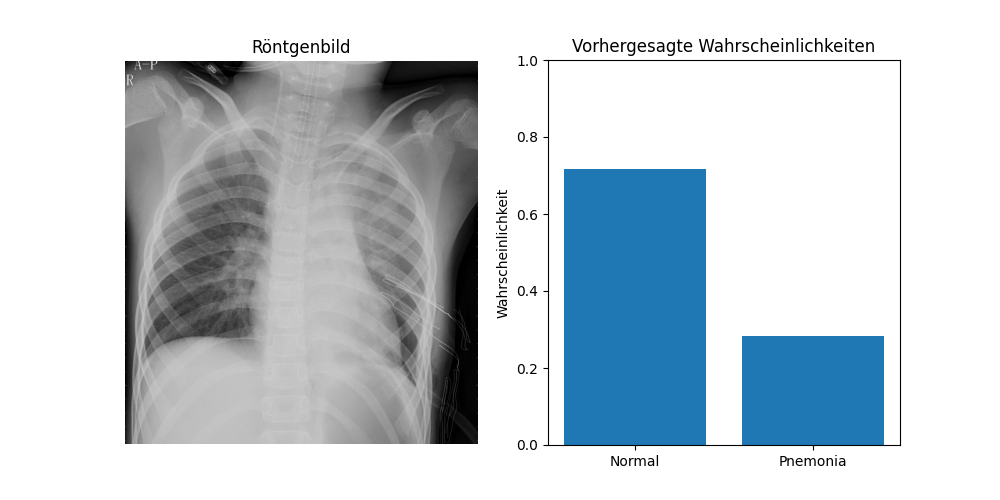 Röntgenbild
A-P
R
Vorhergesagte Wahrscheinlichkeiten
Wahrscheinlichkeit
1.0
0.8
0.6
0.4
0.2
0.0
Normal
Pnemonia